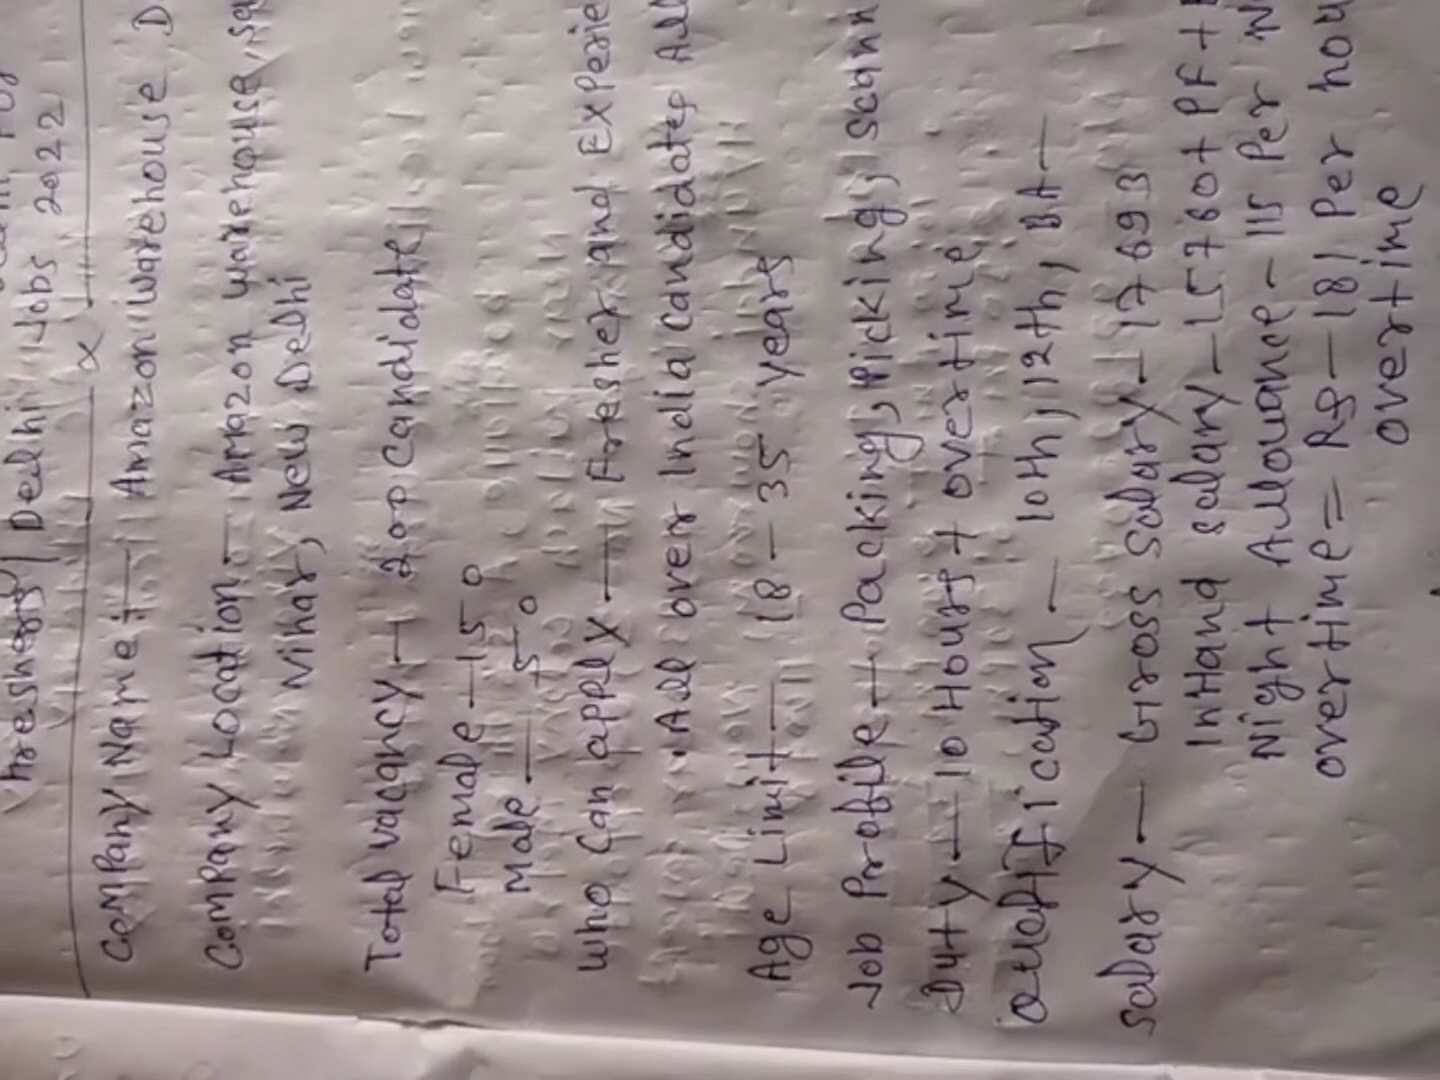 Freshers | Delhi Jobs 2022
x
Company Name — Amazon warehouse D
Company Location — Amazon warehouse, sa
Vihar, New Delhi
Total vacancy — 200 candidate
Female — 150
Male — 50
Who can apply — Fresher and Experie
All over India candidates All
Age Limit — 18 — 35 years
Job Profile — Packing, Picking, Scann
Duty — 10 Hours + overtime
Qualification — 10th, 12th, BA —
Salary — Gross Salary — 17693
InHand salary — 15760 + PF +
Night Allowance — 115 Per Ni
overtime = Rs — 181 Per hou
overtime